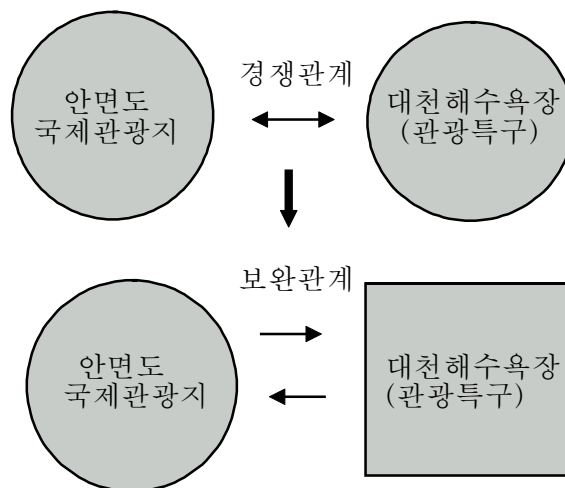 경쟁관계
안면도
국제관광지
대천해수욕장
(관광특구)
보완관계
안면도
국제관광지
대천해수욕장
(관광특구)